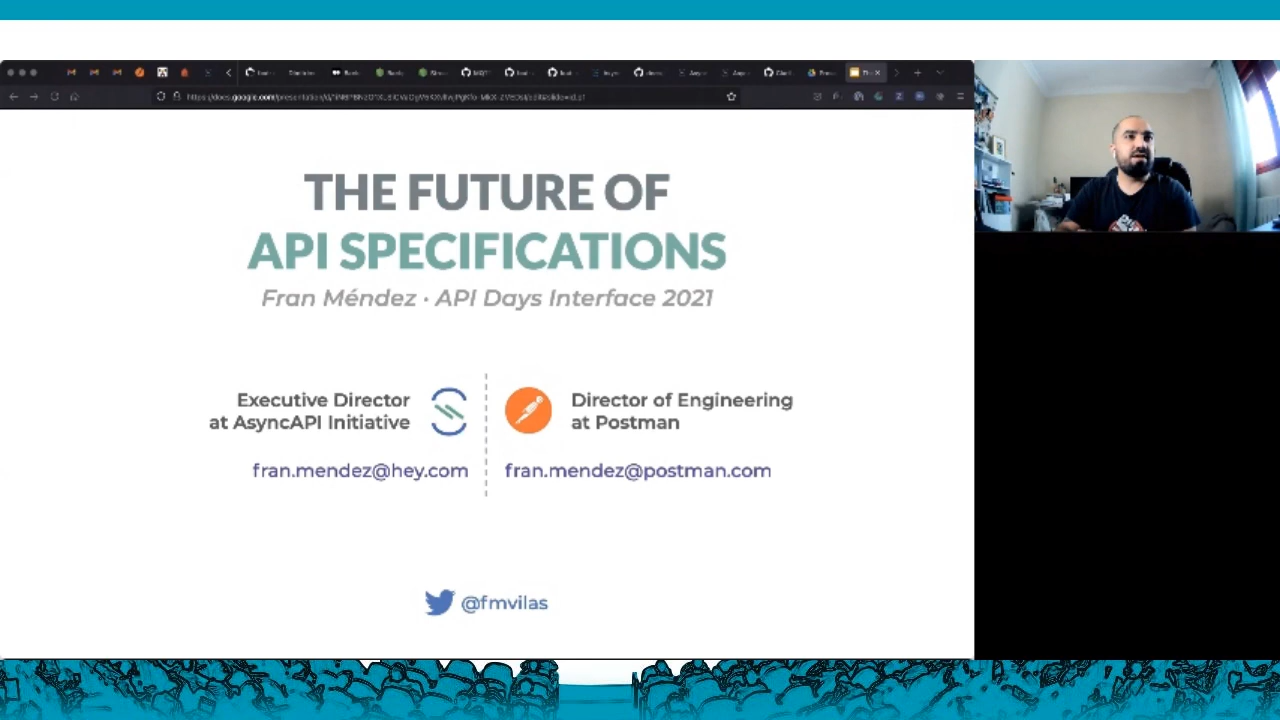 THE FUTURE OF
API SPECIFICATIONS
Fran Méndez · API Days Interface 2021
Executive Director
at AsyncAPI Initiative
fran.mendez@hey.com
Director of Engineering
at Postman
fran.mendez@postman.com
@fmvilas